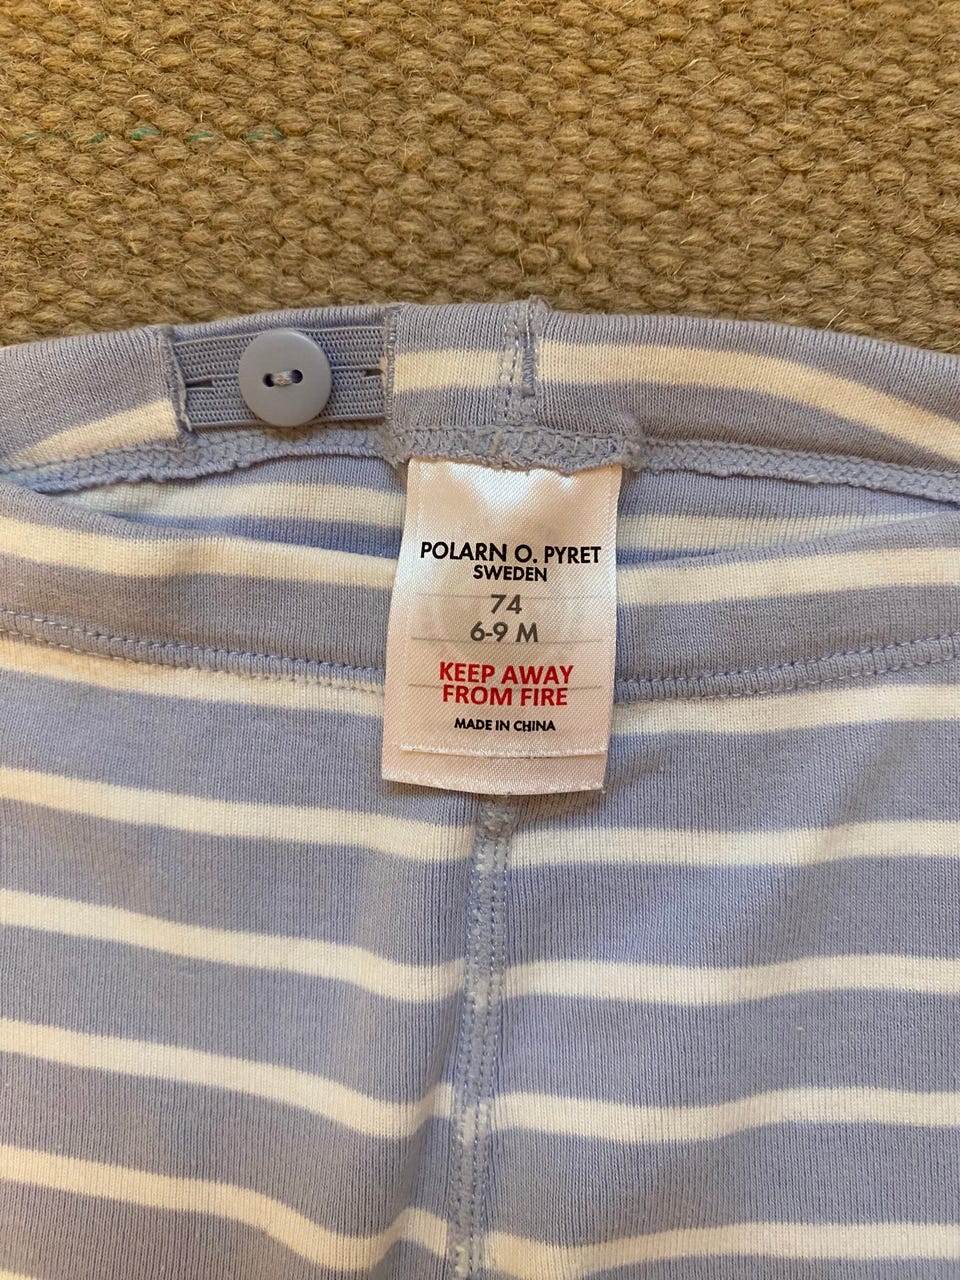 POLARN O. PYRET
SWEDEN
74
6-9 M
KEEP AWAY
FROM FIRE
MADE IN CHINA